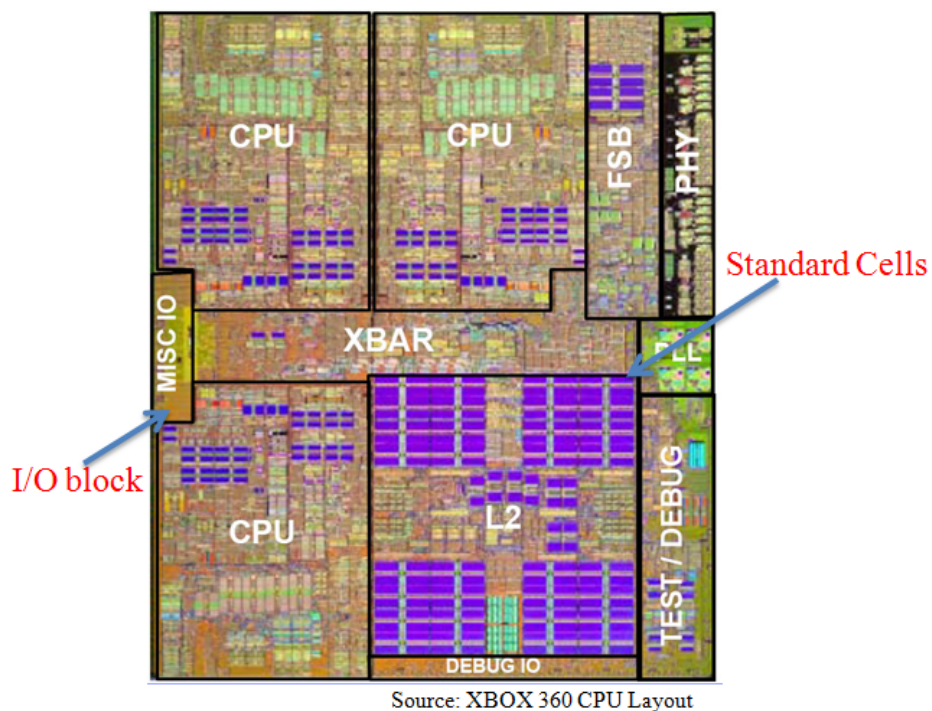 CPU
CPU
FSB
PHY
Standard Cells
MISC IO
XBAR
PLL
I/O block
CPU
L2
TEST / DEBUG
DEBUG IO
Source: XBOX 360 CPU Layout